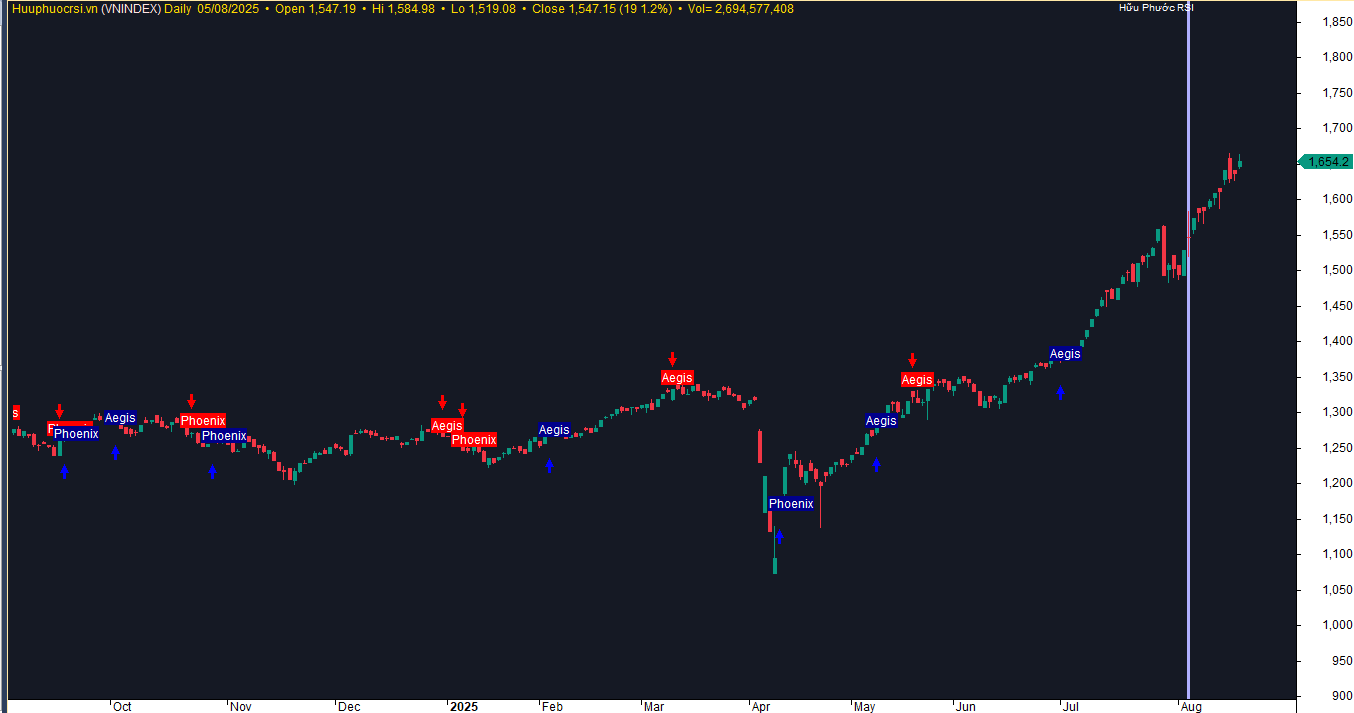 Huuphuocrsi.vn (VNINDEX) Daily 05/08/2025 • Open 1,547.19 • Hi 1,584.98 • Lo 1,519.08 • Close 1,547.15 (19 1.2%) • Vol= 2,694,577,408
Hữu Phước RSI
1,850
1,800
1,750
1,700
1,654.2
1,600
1,550
1,500
1,450
1,400
1,350
1,300
1,250
1,200
1,150
1,100
1,050
1,000
950
900
s
Phoenix
Aegis
Phoenix
Phoenix
Aegis
Phoenix
Aegis
Aegis
Phoenix
Aegis
Aegis
Aegis
Oct Nov Dec 2025 Feb Mar Apr May Jun Jul Aug